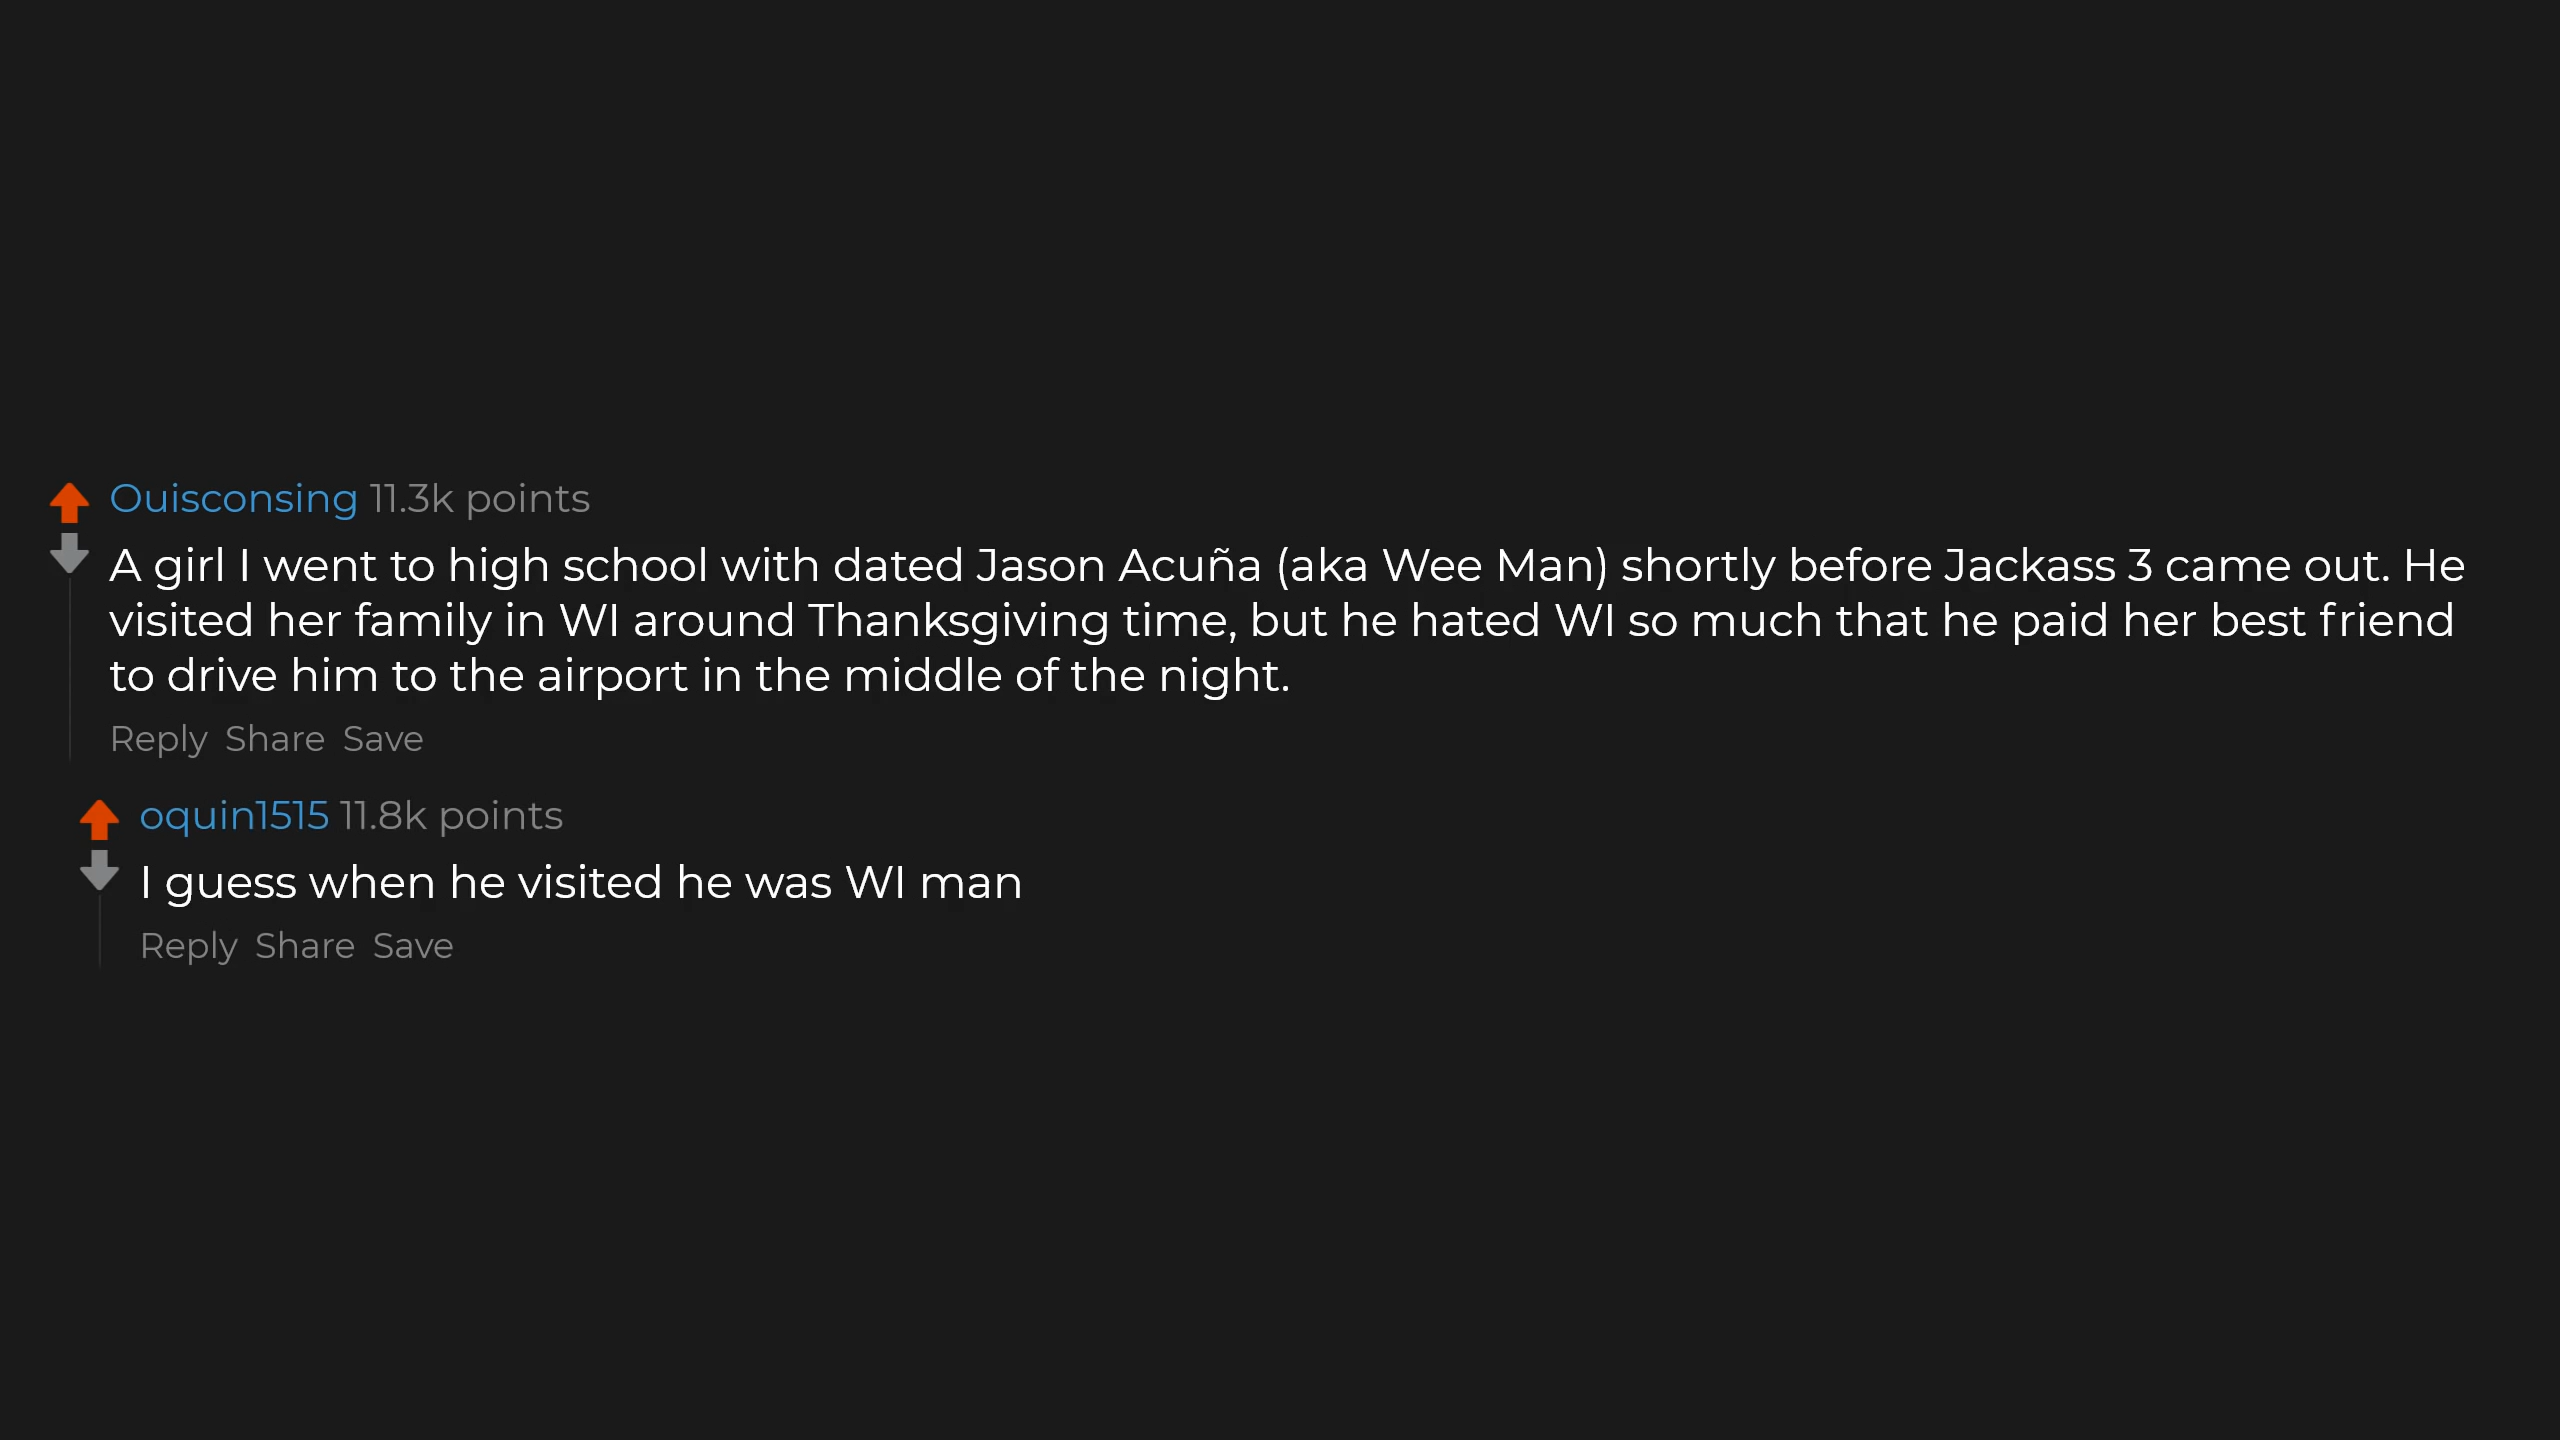 Ouisconsing 11.3k points
A girl I went to high school with dated Jason Acuña (aka Wee Man) shortly before Jackass 3 came out. He
visited her family in WI around Thanksgiving time, but he hated WI so much that he paid her best friend
to drive him to the airport in the middle of the night.
Reply Share Save
oquin1515 11.8k points
I guess when he visited he was WI man
Reply Share Save